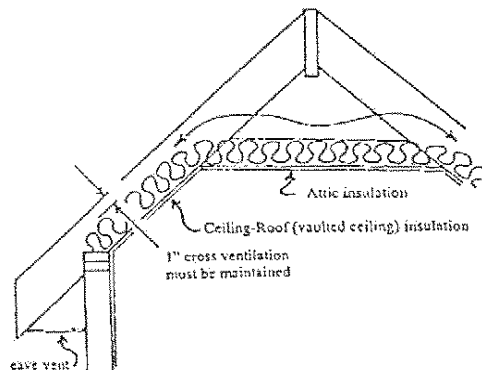 Attic insulation
Ceiling-Roof (vaulted ceiling) insulation
1" cross ventilation
must be maintained
eave vent